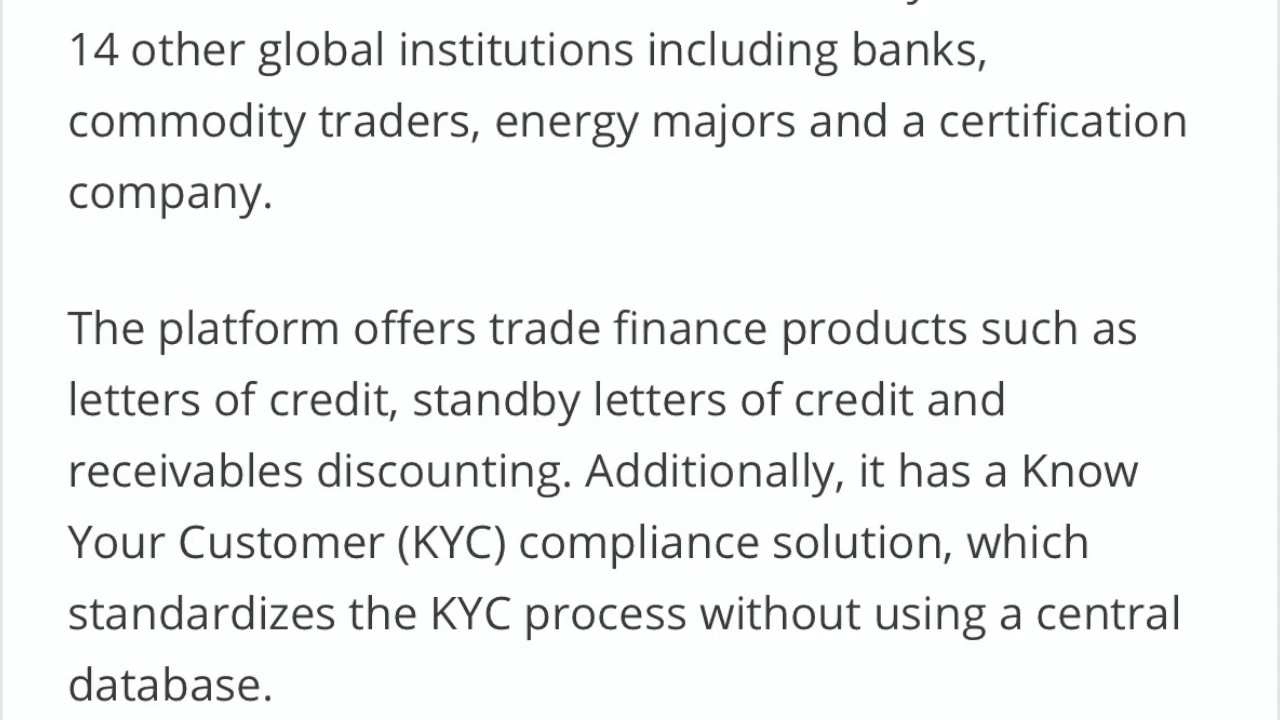 14 other global institutions including banks,
commodity traders, energy majors and a certification
company.
The platform offers trade finance products such as
letters of credit, standby letters of credit and
receivables discounting. Additionally, it has a Know
Your Customer (KYC) compliance solution, which
standardizes the KYC process without using a central
database.